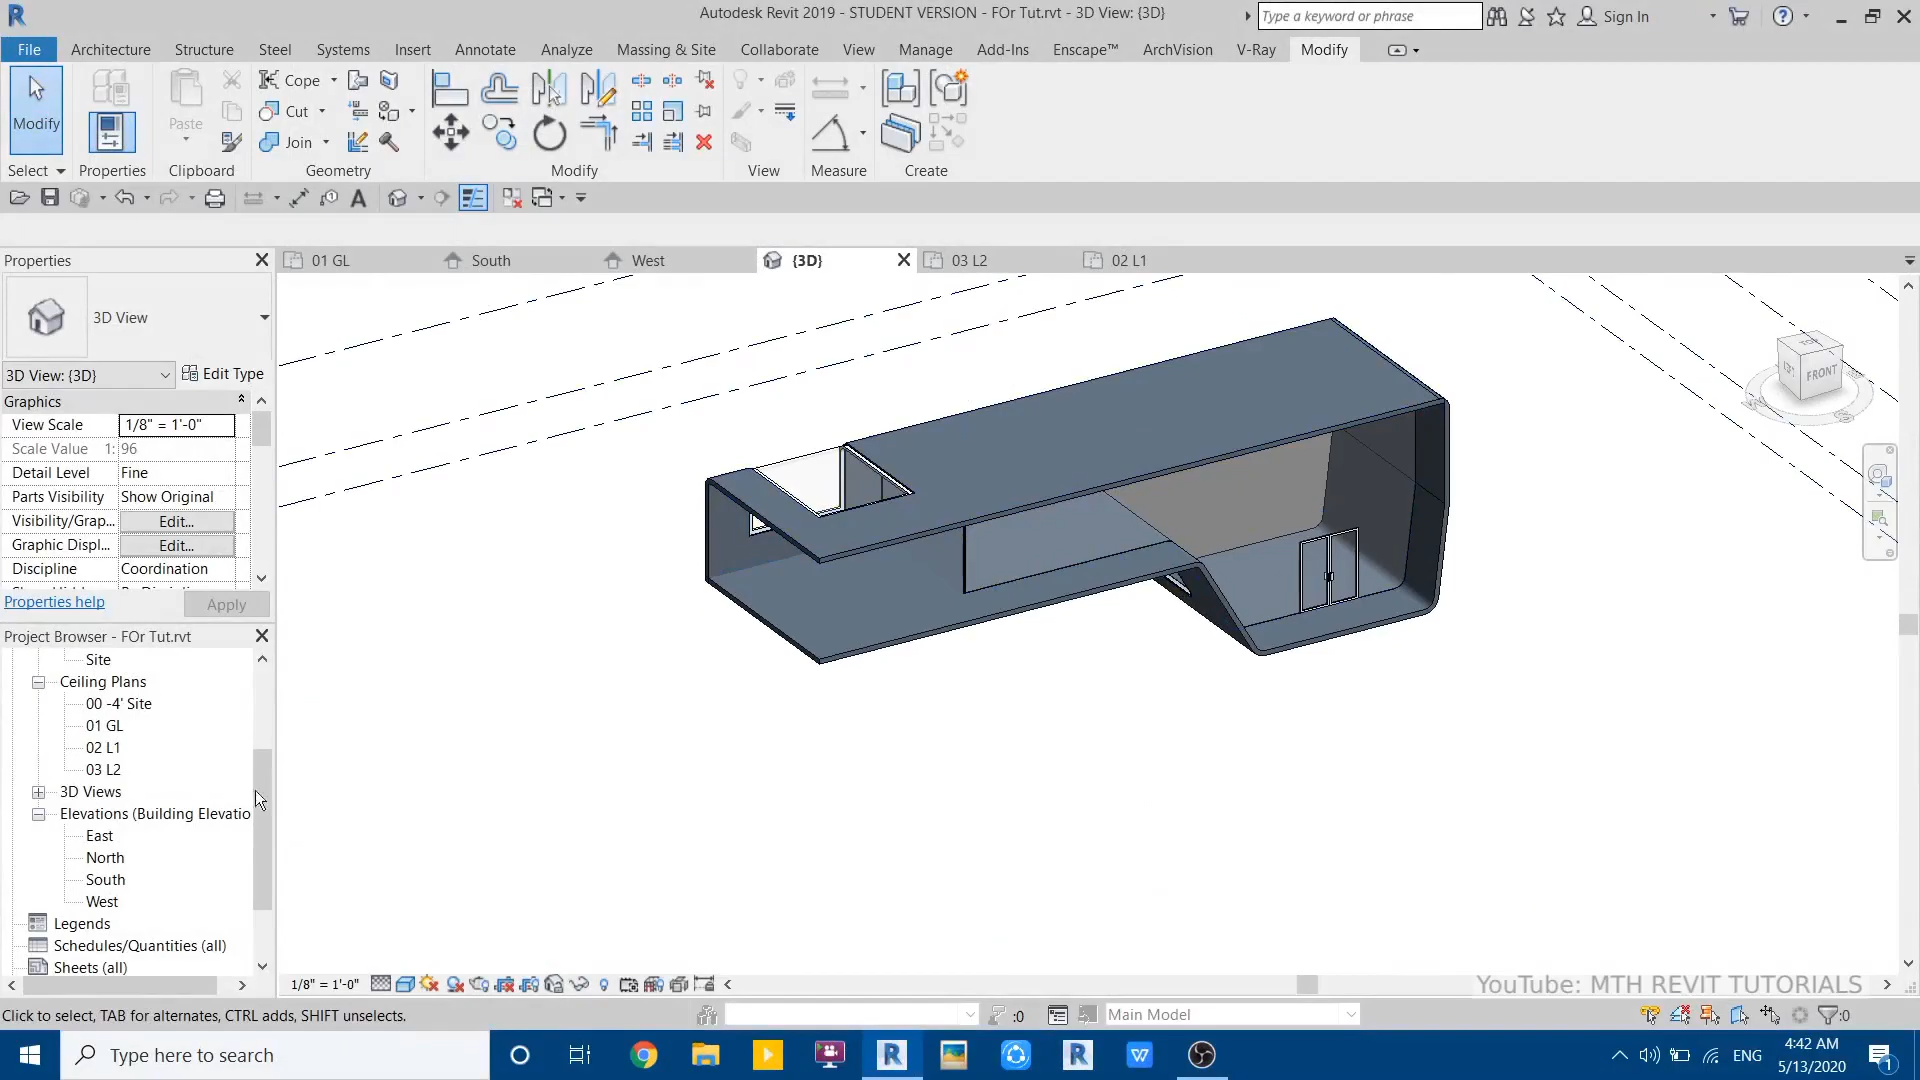 Autodesk Revit 2019 - STUDENT VERSION - FOr Tut.rvt - 3D View: {3D}
Type a keyword or phrase
Sign In
File Architecture Structure Steel Systems Insert Annotate Analyze Massing & Site Collaborate View Manage Add-Ins Enscape™ ArchVision V-Ray Modify
Modify
Paste
Cope
Cut
Join
Select Properties Clipboard Geometry Modify View Measure Create
Properties
01 GL South West {3D} 03 L2 02 L1
3D View
3D View: {3D} Edit Type
Graphics
View Scale 1/8" = 1'-0"
Scale Value 1: 96
Detail Level Fine
Parts Visibility Show Original
Visibility/Grap... Edit...
Graphic Displ... Edit...
Discipline Coordination
Properties help Apply
Project Browser - FOr Tut.rvt
Site
Ceiling Plans
00 -4' Site
01 GL
02 L1
03 L2
3D Views
Elevations (Building Elevatio
East
North
South
West
Legends
Schedules/Quantities (all)
Sheets (all)
TOP
FRONT
1/8" = 1'-0"
YouTube: MTH REVIT TUTORIALS
Click to select, TAB for alternates, CTRL adds, SHIFT unselects.
:0
Main Model
:0
Type here to search
ENG
4:42 AM
5/13/2020
1